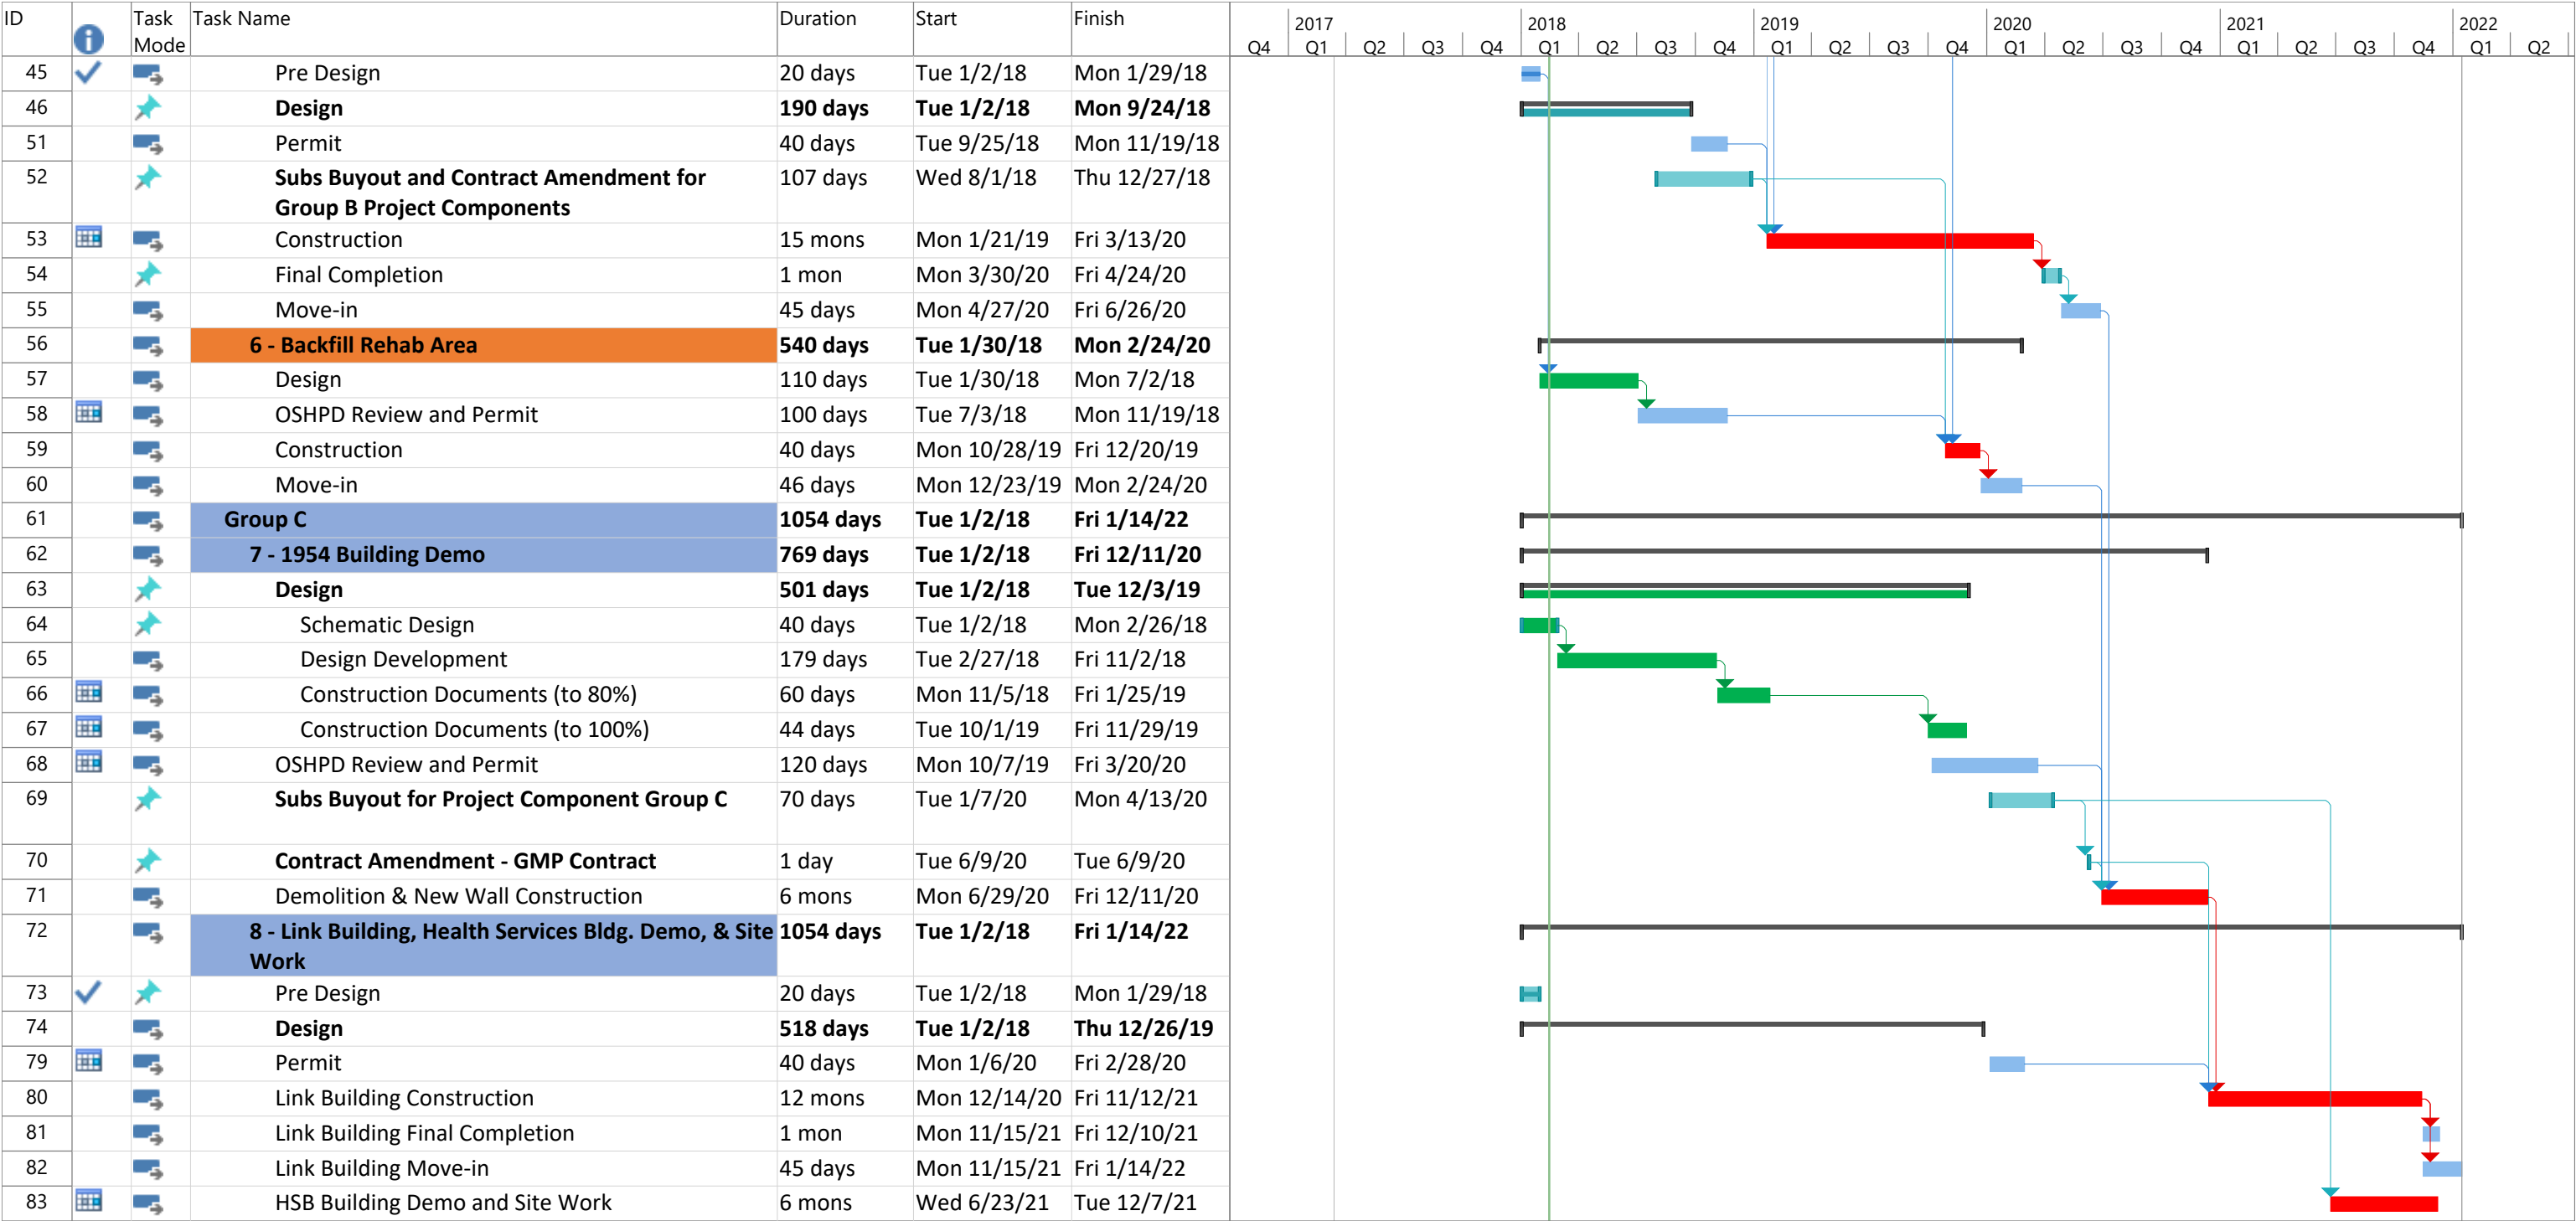 ID Task Mode Task Name Duration Start Finish
2017 2018 2019 2020 2021 2022
Q4 Q1 Q2 Q3 Q4 Q1 Q2 Q3 Q4 Q1 Q2 Q3 Q4 Q1 Q2 Q3 Q4 Q1 Q2 Q3 Q4 Q1 Q2
45 Pre Design 20 days Tue 1/2/18 Mon 1/29/18
46 Design 190 days Tue 1/2/18 Mon 9/24/18
51 Permit 40 days Tue 9/25/18 Mon 11/19/18
52 Subs Buyout and Contract Amendment for 107 days Wed 8/1/18 Thu 12/27/18
Group B Project Components
53 Construction 15 mons Mon 1/21/19 Fri 3/13/20
54 Final Completion 1 mon Mon 3/30/20 Fri 4/24/20
55 Move-in 45 days Mon 4/27/20 Fri 6/26/20
56 6 - Backfill Rehab Area 540 days Tue 1/30/18 Mon 2/24/20
57 Design 110 days Tue 1/30/18 Mon 7/2/18
58 OSHPD Review and Permit 100 days Tue 7/3/18 Mon 11/19/18
59 Construction 40 days Mon 10/28/19 Fri 12/20/19
60 Move-in 46 days Mon 12/23/19 Mon 2/24/20
61 Group C 1054 days Tue 1/2/18 Fri 1/14/22
62 7 - 1954 Building Demo 769 days Tue 1/2/18 Fri 12/11/20
63 Design 501 days Tue 1/2/18 Tue 12/3/19
64 Schematic Design 40 days Tue 1/2/18 Mon 2/26/18
65 Design Development 179 days Tue 2/27/18 Fri 11/2/18
66 Construction Documents (to 80%) 60 days Mon 11/5/18 Fri 1/25/19
67 Construction Documents (to 100%) 44 days Tue 10/1/19 Fri 11/29/19
68 OSHPD Review and Permit 120 days Mon 10/7/19 Fri 3/20/20
69 Subs Buyout for Project Component Group C 70 days Tue 1/7/20 Mon 4/13/20
70 Contract Amendment - GMP Contract 1 day Tue 6/9/20 Tue 6/9/20
71 Demolition & New Wall Construction 6 mons Mon 6/29/20 Fri 12/11/20
72 8 - Link Building, Health Services Bldg. Demo, & Site 1054 days Tue 1/2/18 Fri 1/14/22
Work
73 Pre Design 20 days Tue 1/2/18 Mon 1/29/18
74 Design 518 days Tue 1/2/18 Thu 12/26/19
79 Permit 40 days Mon 1/6/20 Fri 2/28/20
80 Link Building Construction 12 mons Mon 12/14/20 Fri 11/12/21
81 Link Building Final Completion 1 mon Mon 11/15/21 Fri 12/10/21
82 Link Building Move-in 45 days Mon 11/15/21 Fri 1/14/22
83 HSB Building Demo and Site Work 6 mons Wed 6/23/21 Tue 12/7/21